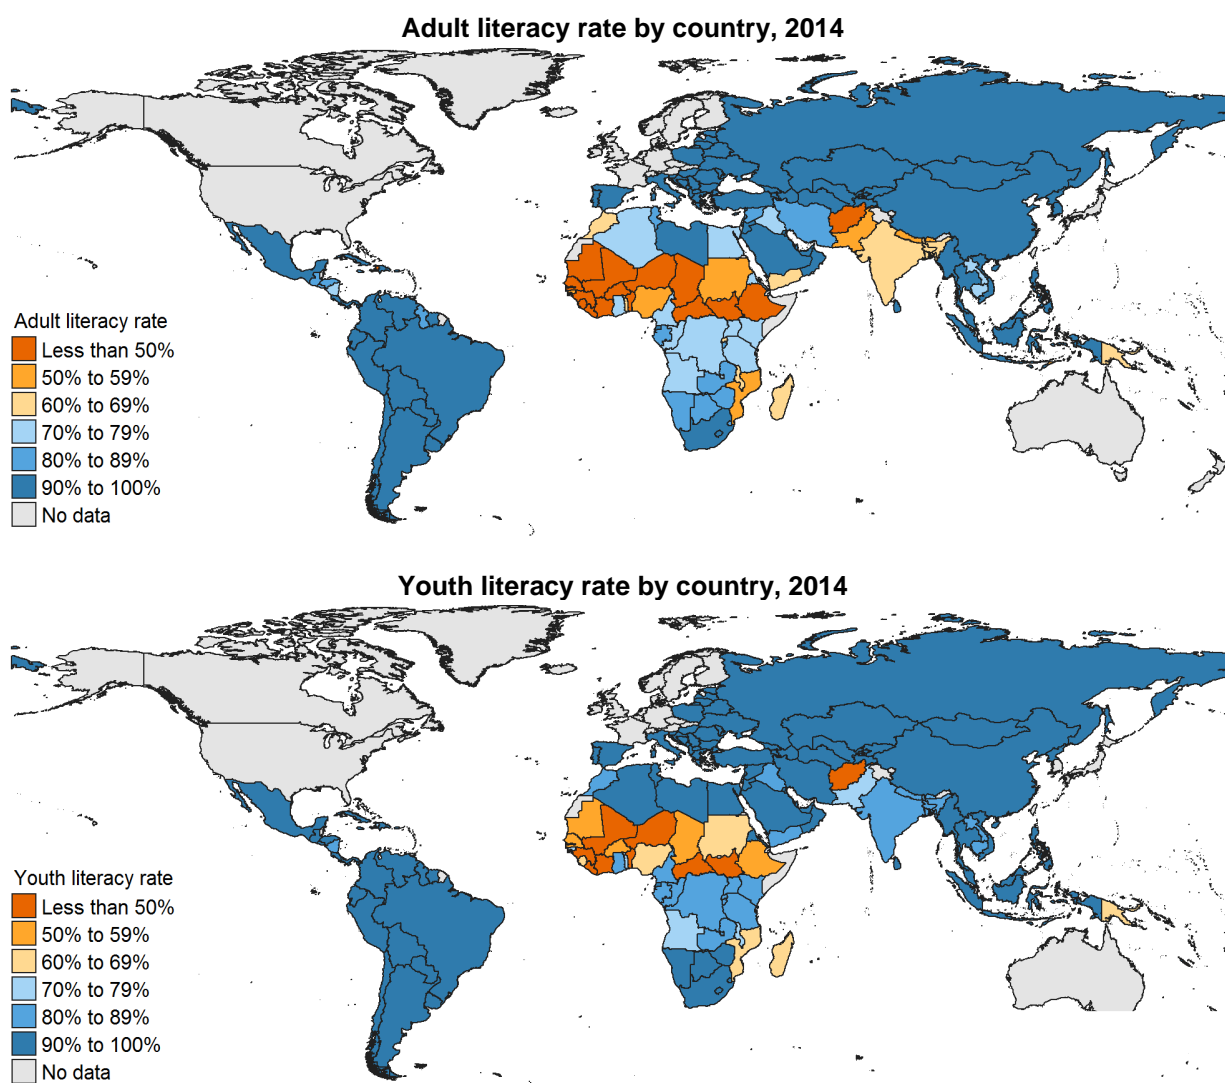 Adult literacy rate by country, 2014
Adult literacy rate
Less than 50%
50% to 59%
60% to 69%
70% to 79%
80% to 89%
90% to 100%
No data
Youth literacy rate by country, 2014
Youth literacy rate
Less than 50%
50% to 59%
60% to 69%
70% to 79%
80% to 89%
90% to 100%
No data